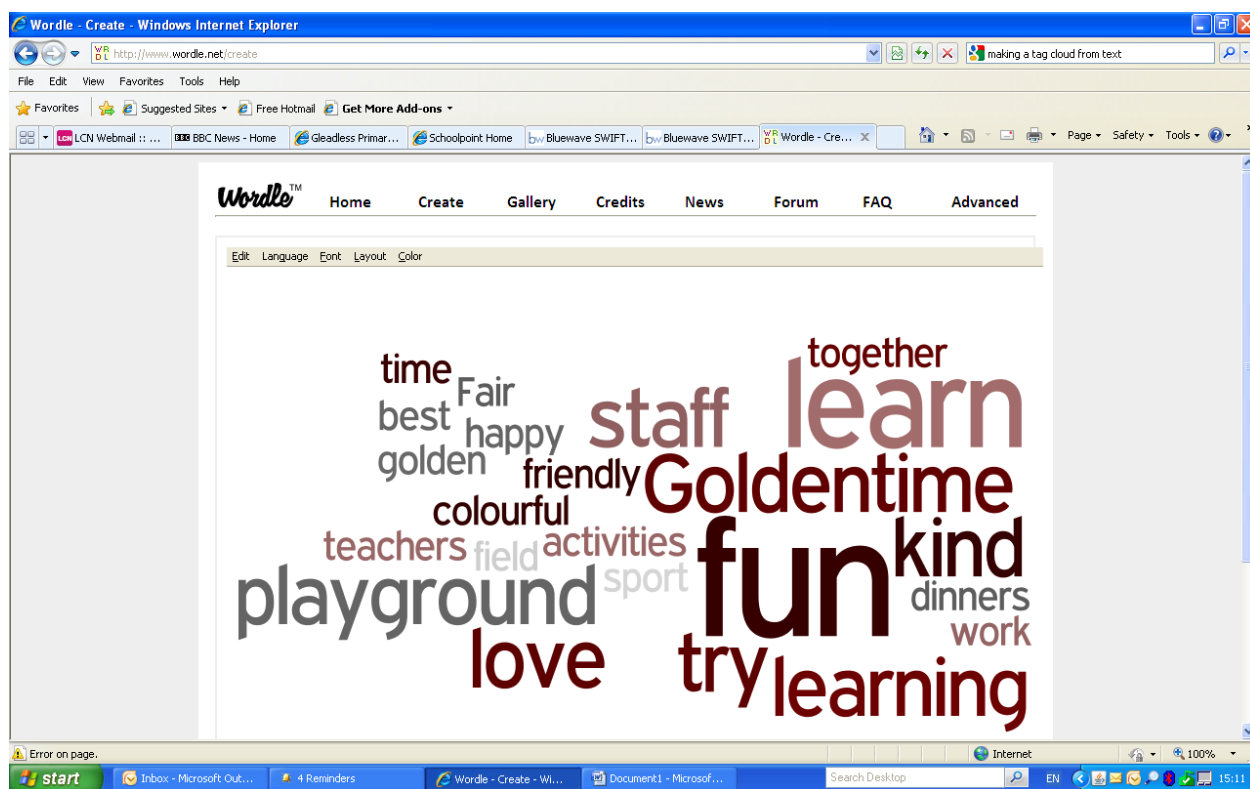 Wordle - Create - Windows Internet Explorer
http://www.wordle.net/create
making a tag cloud from text
File Edit View Favorites Tools Help
Favorites Suggested Sites Free Hotmail Get More Add-ons
LCN Webmail :: ... BBC News - Home Gleadless Primar... Schoolpoint Home Bluewave SWIFT... Bluewave SWIFT... Wordle - Cre... Page Safety Tools
Wordle™ Home Create Gallery Credits News Forum FAQ Advanced
Edit Language Font Layout Color
together
time
learn
Fair
best
staff
happy
golden
friendly
Goldentime
colourful
kind
teachers
field
activities
fun
playground
sport
dinners
work
love
try
learning
Error on page. Internet 100%
start Inbox - Microsoft Out... 4 Reminders Wordle - Create - Wi... Document1 - Microsof... Search Desktop EN 15:11